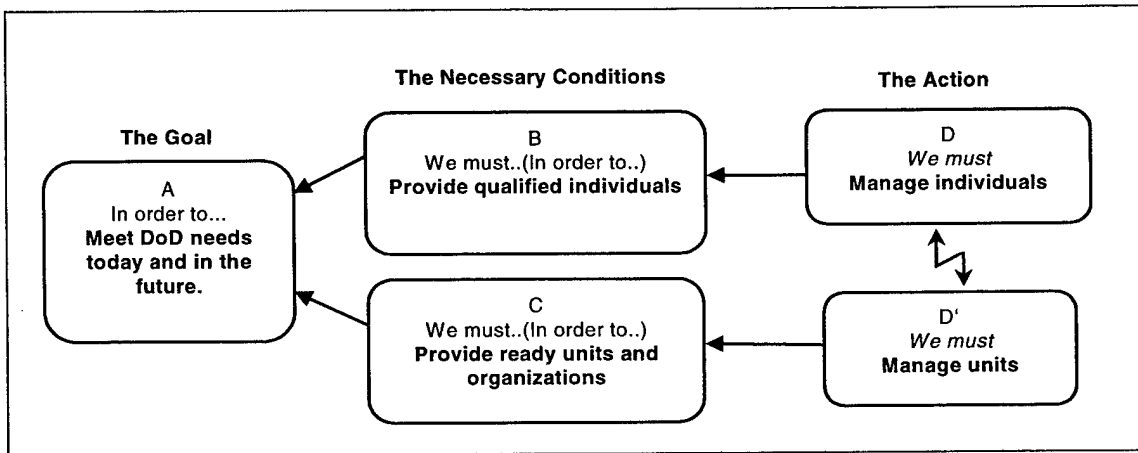 The Necessary Conditions
The Action
The Goal
A
In order to...
Meet DoD needs
today and in the
future.
B
We must..(In order to..)
Provide qualified individuals
C
We must..(In order to..)
Provide ready units and
organizations
D
We must
Manage individuals
D'
We must
Manage units